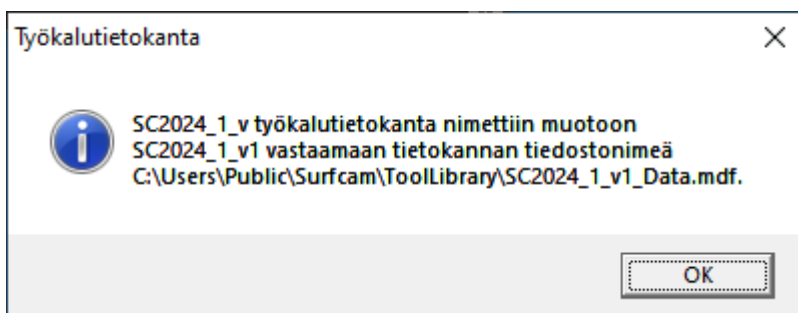 Työkalutietokanta
SC2024_1_v työkalutietokanta nimettiin muotoon
SC2024_1_v1 vastaamaan tietokannan tiedostonimeä
C:\Users\Public\Surfcam\ToolLibrary\SC2024_1_v1_Data.mdf.
OK